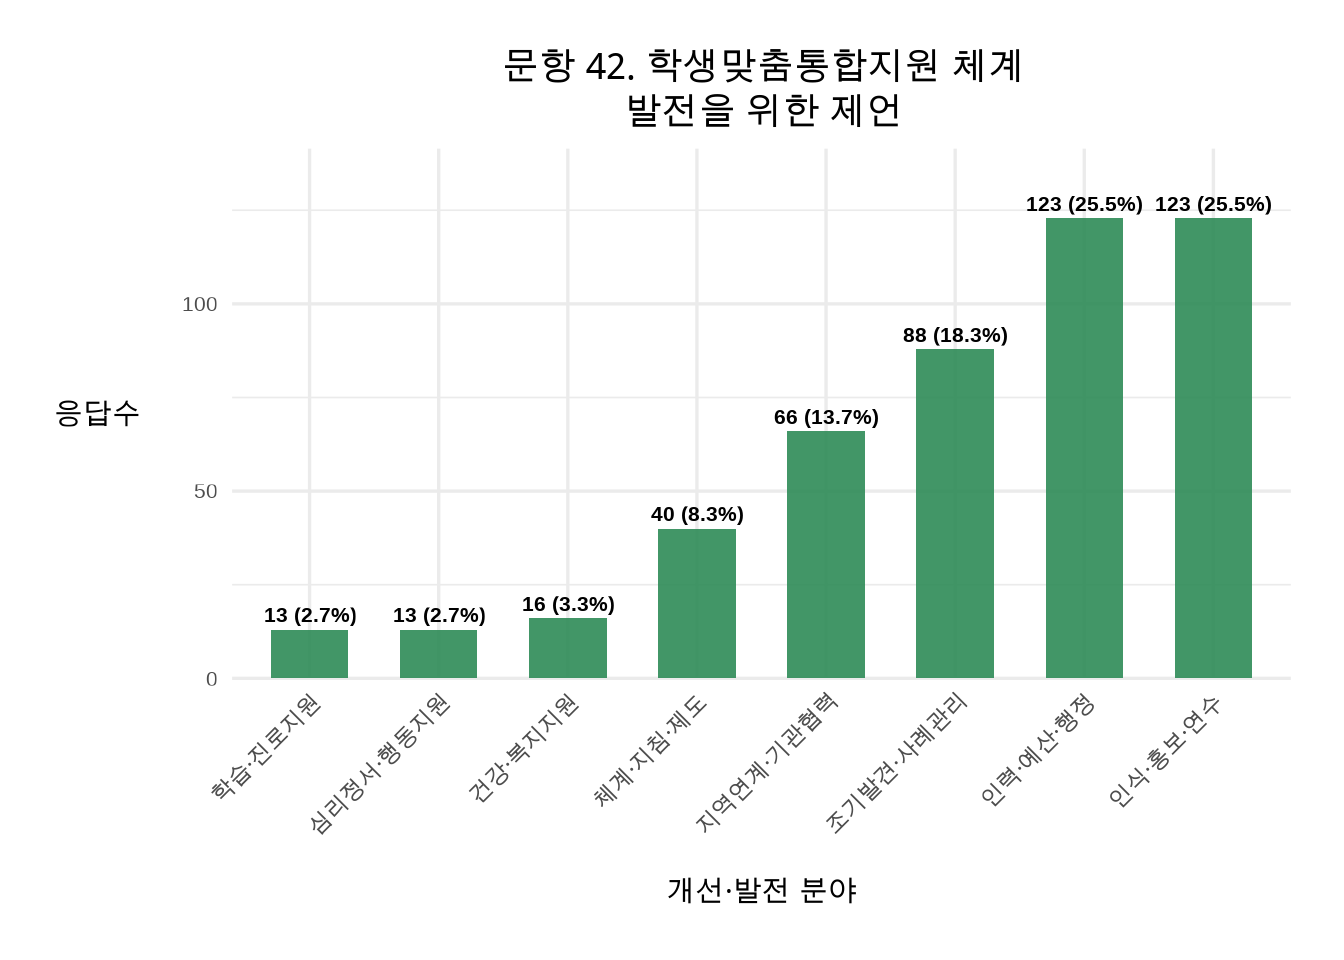 문항 42. 학생맞춤통합지원 체계
발전을 위한 제언
응답수
100
50
0
123 (25.5%)
123 (25.5%)
88 (18.3%)
66 (13.7%)
40 (8.3%)
16 (3.3%)
13 (2.7%)
13 (2.7%)
학습·진로지원
심리정서·행동지원
건강·복지지원
체계·지침·제도
지역연계·기관협력
조기발견·사례관리
인력·예산·행정
인식·홍보·연수
개선·발전 분야